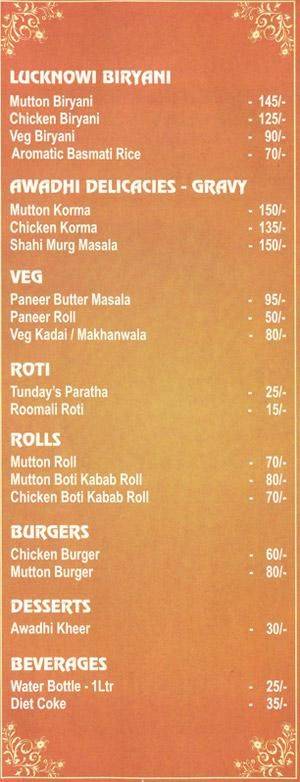 LUCKNOWI BIRYANI
Mutton Biryani - 145/-
Chicken Biryani - 125/-
Veg Biryani - 90/-
Aromatic Basmati Rice - 70/-
AWADHI DELICACIES - GRAVY
Mutton Korma - 150/-
Chicken Korma - 135/-
Shahi Murg Masala - 150/-
VEG
Paneer Butter Masala - 95/-
Paneer Roll - 50/-
Veg Kadai / Makhanwala - 80/-
ROTI
Tunday's Paratha - 25/-
Roomali Roti - 15/-
ROLLS
Mutton Roll - 70/-
Mutton Boti Kabab Roll - 80/-
Chicken Boti Kabab Roll - 70/-
BURGERS
Chicken Burger - 60/-
Mutton Burger - 80/-
DESSERTS
Awadhi Kheer - 30/-
BEVERAGES
Water Bottle - 1Ltr - 25/-
Diet Coke - 35/-